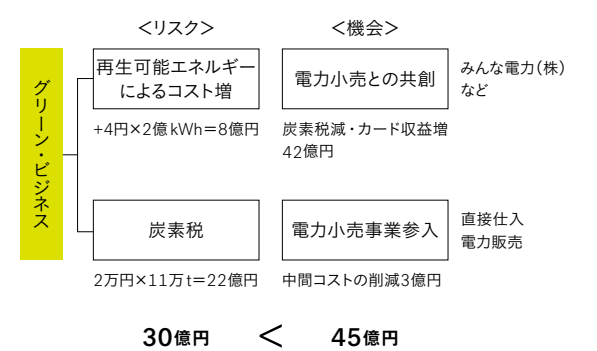 <リスク>
<機会>
グリーン・ビジネス
再生可能エネルギー
によるコスト増
+4円×2億kWh=8億円
電力小売との共創
みんな電力(株)
など
炭素税減・カード収益増
42億円
炭素税
2万円×11万t=22億円
電力小売事業参入
直接仕入
電力販売
中間コストの削減3億円
30億円 < 45億円